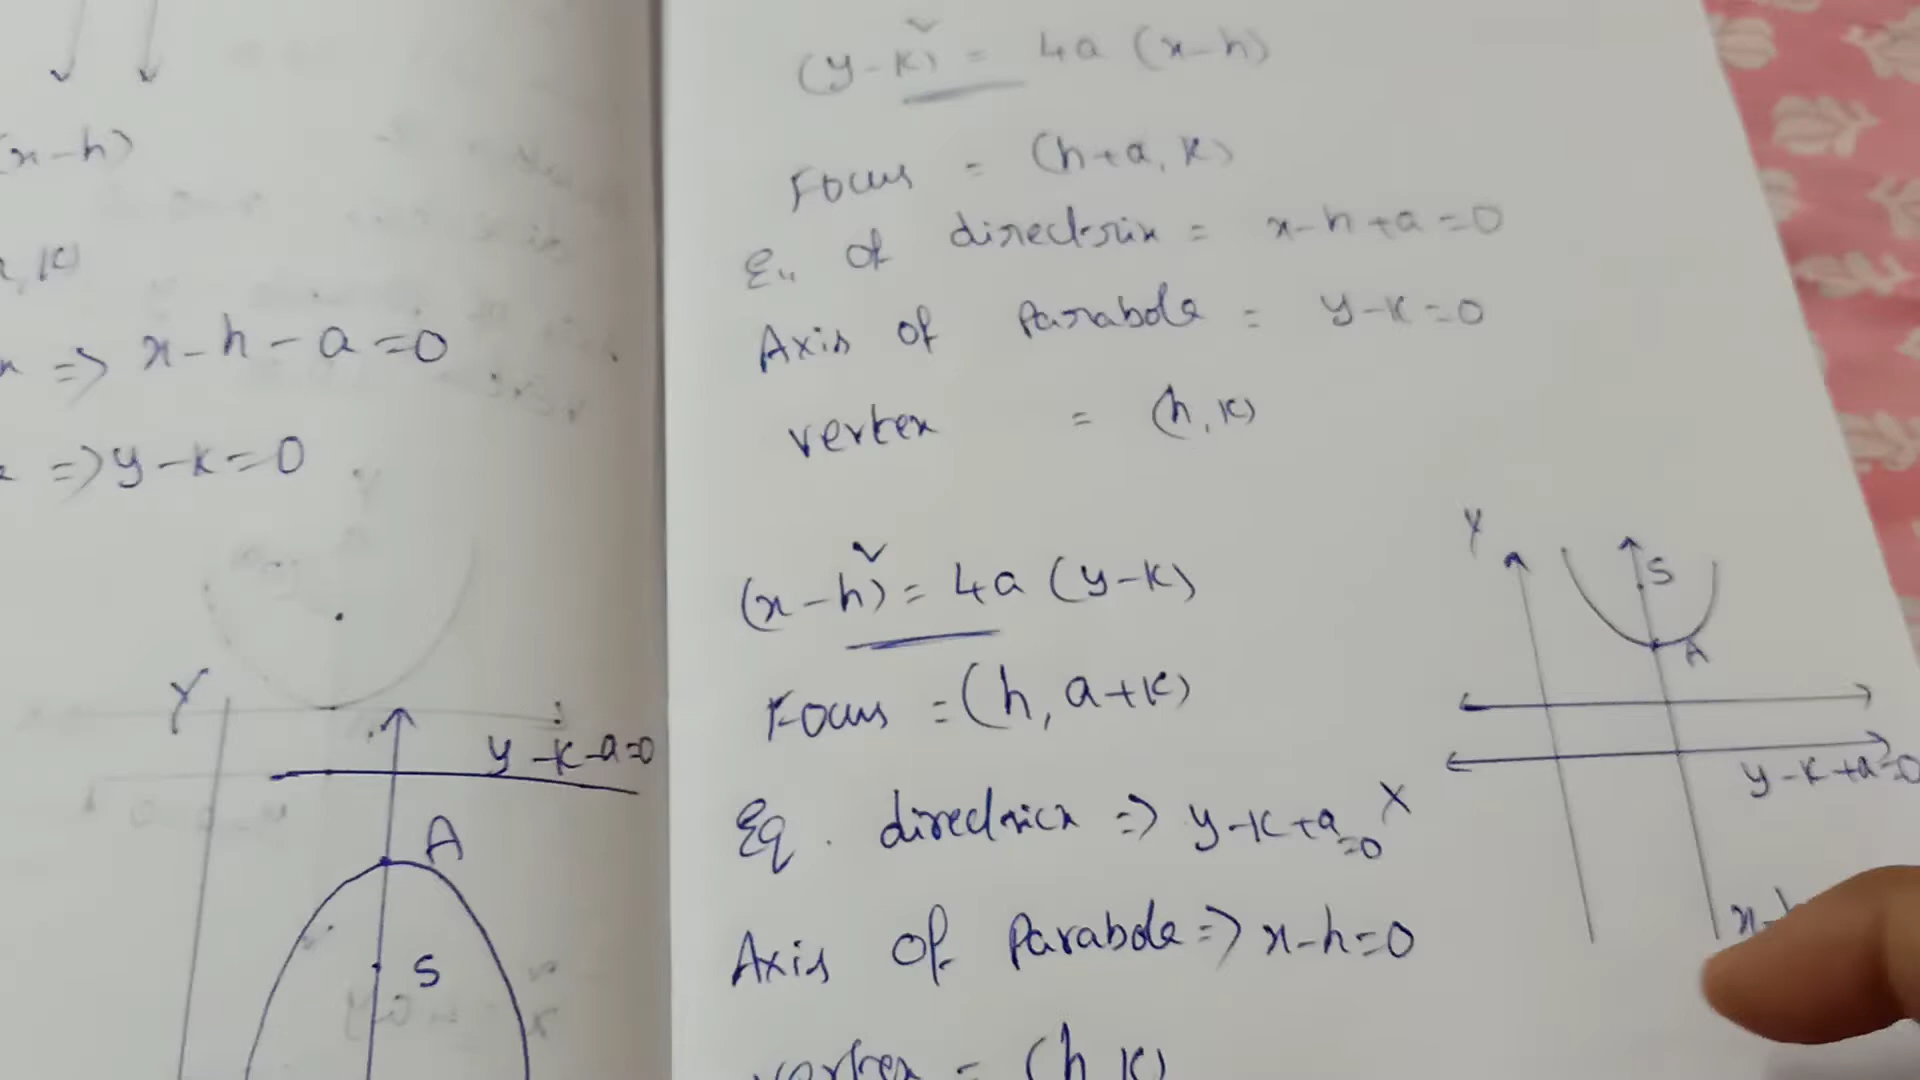 (x-h)
, k)
=> x-h-a=0
=> y-k=0
Y
y-k-a=0
A
S
(y-k)² = 4a (x-h)
Focus = (h+a, k)
Eq of directrix = x-h+a=0
Axis of Parabola = y-k=0
vertex = (h, k)
(x-h)² = 4a (y-k)
Focus = (h, a+k)
Eq. directrix => y-k+a=0
Axis of Parabola => x-h=0
vertex = (h, k)
Y
S
A
X
y-k+a=0